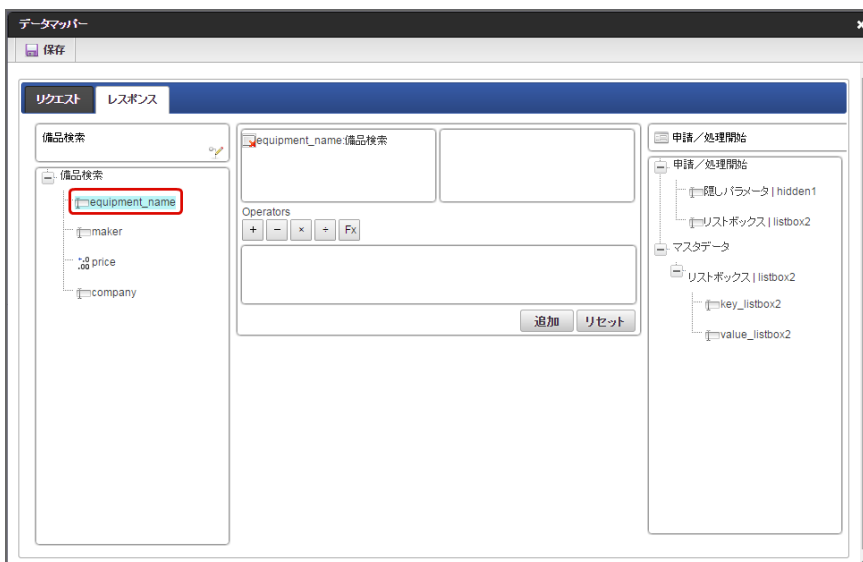 データマッパー
保存
リクエスト レスポンス
備品検索
備品検索
equipment_name
maker
price
company
equipment_name:備品検索
Operators
+ − × ÷ Fx
追加 リセット
申請／処理開始
申請／処理開始
隠しパラメータ | hidden1
リストボックス | listbox2
マスタデータ
リストボックス | listbox2
key_listbox2
value_listbox2